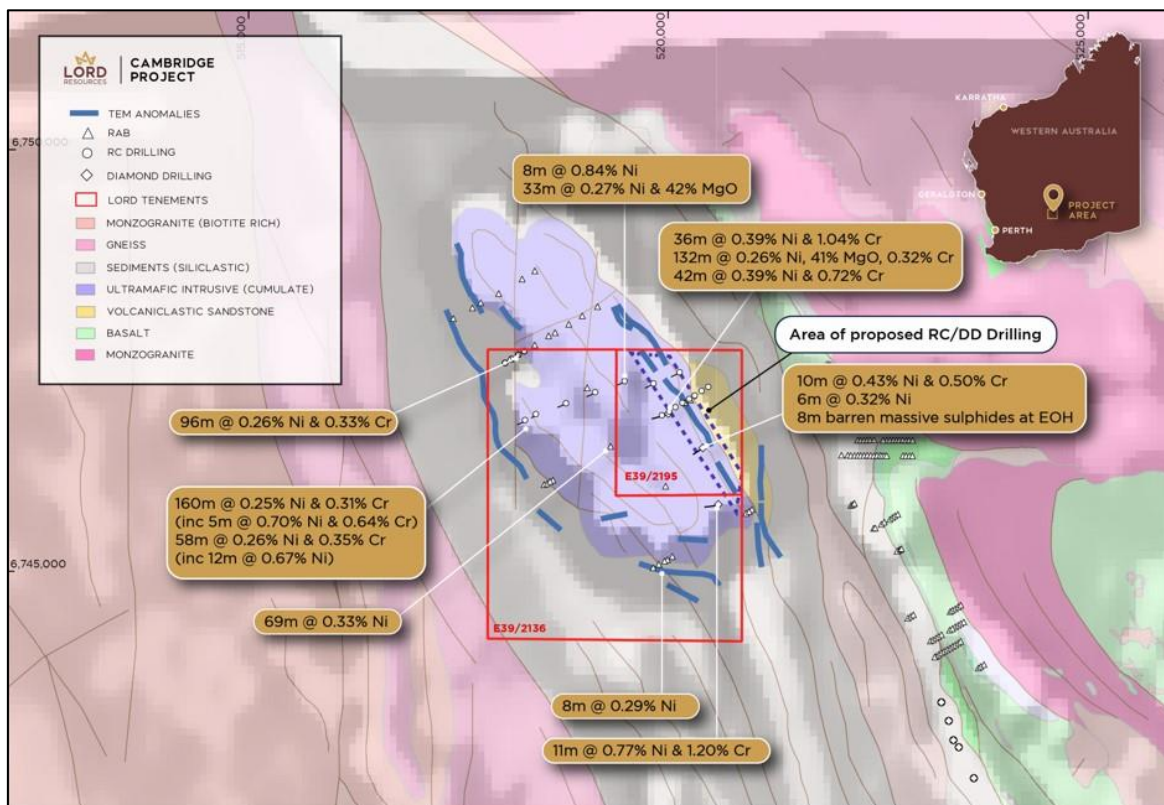 LORD
RESOURCES
CAMBRIDGE
PROJECT
TEM ANOMALIES
RAB
RC DRILLING
DIAMOND DRILLING
LORD TENEMENTS
MONZOGRANITE (BIOTITE RICH)
GNEISS
SEDIMENTS (SILICLASTIC)
ULTRAMAFIC INTRUSIVE (CUMULATE)
VOLCANICLASTIC SANDSTONE
BASALT
MONZOGRANITE
515,000
520,000
525,000
6,750,000
6,745,000
KARRATHA
WESTERN AUSTRALIA
GERALDTON
PROJECT
AREA
PERTH
8m @ 0.84% Ni
33m @ 0.27% Ni & 42% MgO
36m @ 0.39% Ni & 1.04% Cr
132m @ 0.26% Ni, 41% MgO, 0.32% Cr
42m @ 0.39% Ni & 0.72% Cr
Area of proposed RC/DD Drilling
10m @ 0.43% Ni & 0.50% Cr
6m @ 0.32% Ni
8m barren massive sulphides at EOH
96m @ 0.26% Ni & 0.33% Cr
E39/2195
160m @ 0.25% Ni & 0.31% Cr
(inc 5m @ 0.70% Ni & 0.64% Cr)
58m @ 0.26% Ni & 0.35% Cr
(inc 12m @ 0.67% Ni)
69m @ 0.33% Ni
E39/2136
8m @ 0.29% Ni
11m @ 0.77% Ni & 1.20% Cr